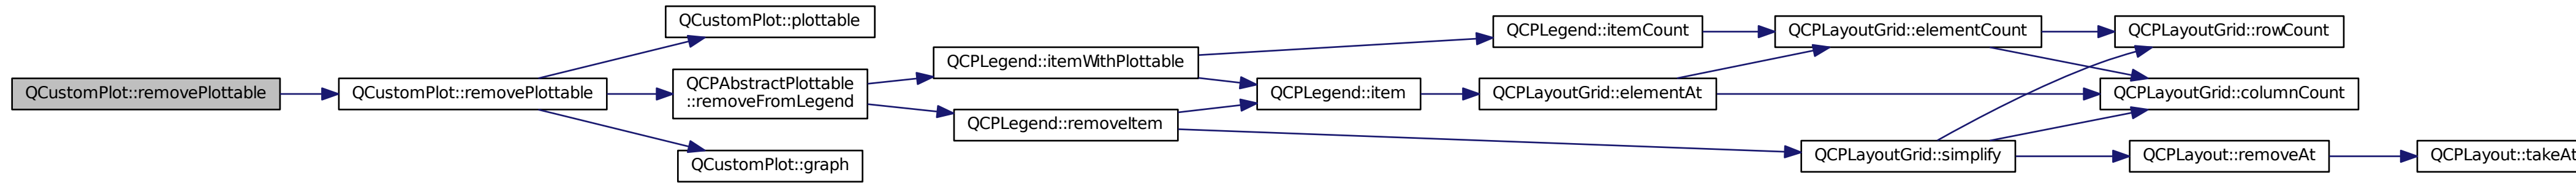 QCustomPlot::removePlottable
QCustomPlot::removePlottable
QCustomPlot::plottable
QCPAbstractPlottable
::removeFromLegend
QCustomPlot::graph
QCPLegend::itemWithPlottable
QCPLegend::removeItem
QCPLegend::item
QCPLegend::itemCount
QCPLayoutGrid::elementAt
QCPLayoutGrid::elementCount
QCPLayoutGrid::simplify
QCPLayoutGrid::rowCount
QCPLayoutGrid::columnCount
QCPLayout::removeAt
QCPLayout::takeAt